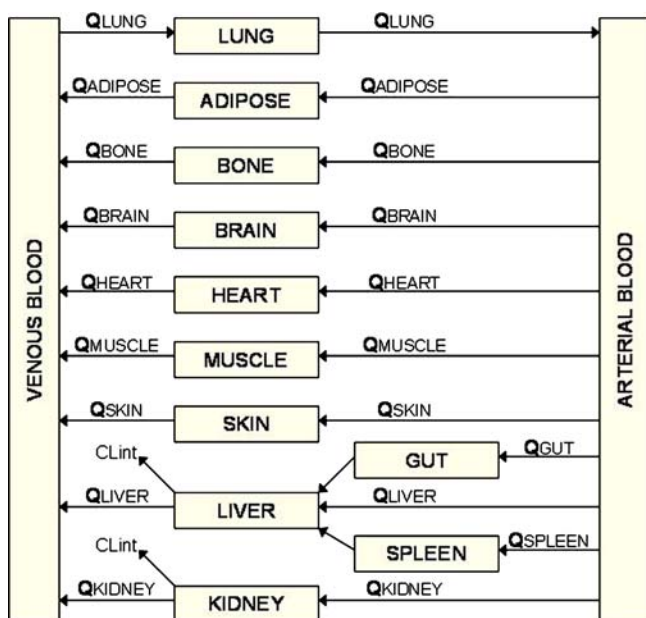 QLUNG LUNG QLUNG
QADIPOSE ADIPOSE QADIPOSE
QBONE BONE QBONE
QBRAIN BRAIN QBRAIN
QHEART HEART QHEART
QMUSCLE MUSCLE QMUSCLE
QSKIN SKIN QSKIN
CLint GUT QGUT
QLIVER LIVER QLIVER
CLint SPLEEN QSPLEEN
QKIDNEY KIDNEY QKIDNEY
VENOUS BLOOD
ARTERIAL BLOOD